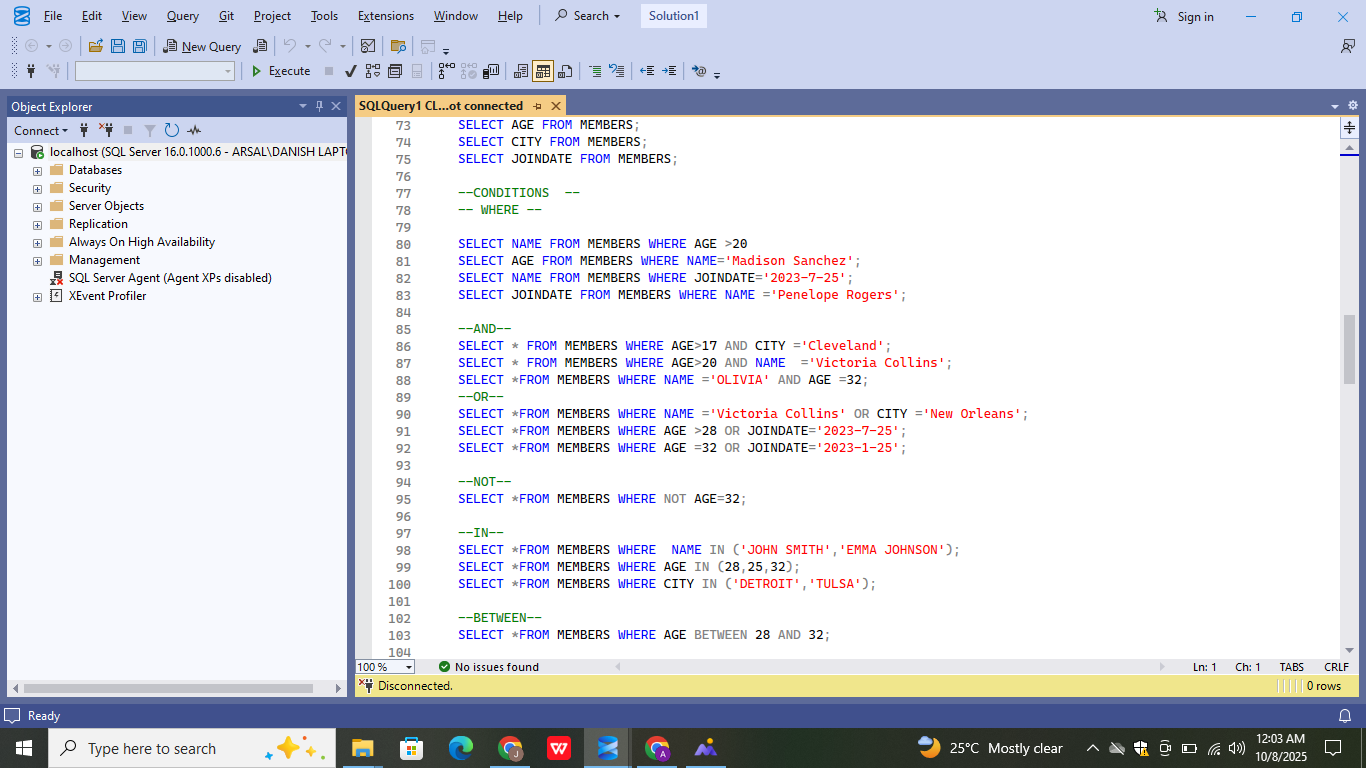 File Edit View Query Git Project Tools Extensions Window Help Search Solution1 Sign in
New Query
Execute
Object Explorer
Connect
localhost (SQL Server 16.0.1000.6 - ARSAL\DANISH LAPT
Databases
Security
Server Objects
Replication
Always On High Availability
Management
SQL Server Agent (Agent XPs disabled)
XEvent Profiler
SQLQuery1 CL...ot connected
73 SELECT AGE FROM MEMBERS;
74 SELECT CITY FROM MEMBERS;
75 SELECT JOINDATE FROM MEMBERS;
76
77 --CONDITIONS  --
78 -- WHERE --
79
80 SELECT NAME FROM MEMBERS WHERE AGE >20
81 SELECT AGE FROM MEMBERS WHERE NAME='Madison Sanchez';
82 SELECT NAME FROM MEMBERS WHERE JOINDATE='2023-7-25';
83 SELECT JOINDATE FROM MEMBERS WHERE NAME ='Penelope Rogers';
84
85 --AND--
86 SELECT * FROM MEMBERS WHERE AGE>17 AND CITY ='Cleveland';
87 SELECT * FROM MEMBERS WHERE AGE>20 AND NAME  ='Victoria Collins';
88 SELECT *FROM MEMBERS WHERE NAME ='OLIVIA' AND AGE =32;
89 --OR--
90 SELECT *FROM MEMBERS WHERE NAME ='Victoria Collins' OR CITY ='New Orleans';
91 SELECT *FROM MEMBERS WHERE AGE >28 OR JOINDATE='2023-7-25';
92 SELECT *FROM MEMBERS WHERE AGE =32 OR JOINDATE='2023-1-25';
93
94 --NOT--
95 SELECT *FROM MEMBERS WHERE NOT AGE=32;
96
97 --IN--
98 SELECT *FROM MEMBERS WHERE  NAME IN ('JOHN SMITH','EMMA JOHNSON');
99 SELECT *FROM MEMBERS WHERE AGE IN (28,25,32);
100 SELECT *FROM MEMBERS WHERE CITY IN ('DETROIT','TULSA');
101
102 --BETWEEN--
103 SELECT *FROM MEMBERS WHERE AGE BETWEEN 28 AND 32;
104
100 % No issues found Ln: 1 Ch: 1 TABS CRLF
Disconnected. 0 rows
Ready
Type here to search
25°C Mostly clear
12:03 AM
10/8/2025